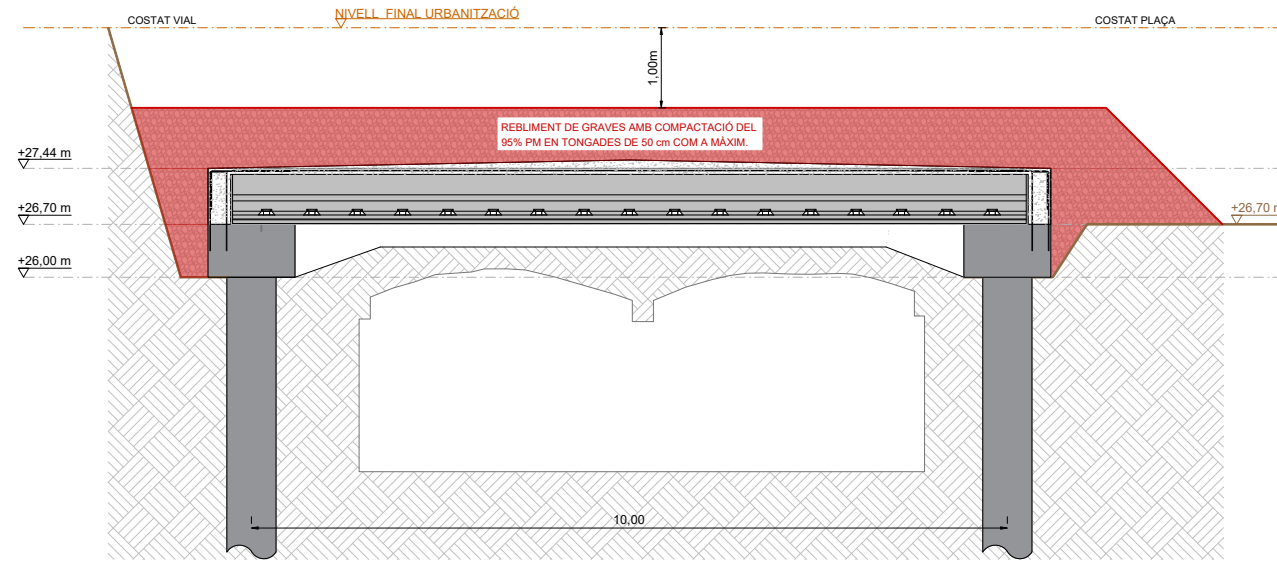 NIVELL FINAL URBANITZACIÓ
COSTAT VIAL
COSTAT PLAÇA
1,00m
REBLIMENT DE GRAVES AMB COMPACTACIÓ DEL
95% PM EN TONGADES DE 50 cm COM A MÀXIM.
+27,44 m
+26,70 m
+26,70 m
+26,00 m
10,00